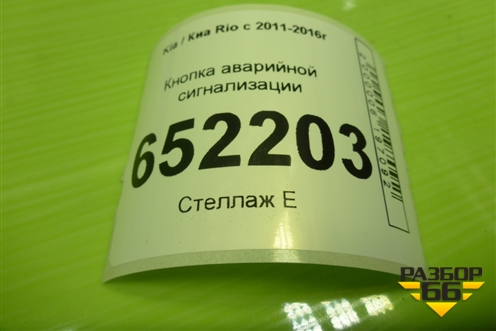 Kia / Киа Rio с 2011-2016г
Кнопка аварийной
сигнализации
652203
Стеллаж Е
РАЗБОР
66